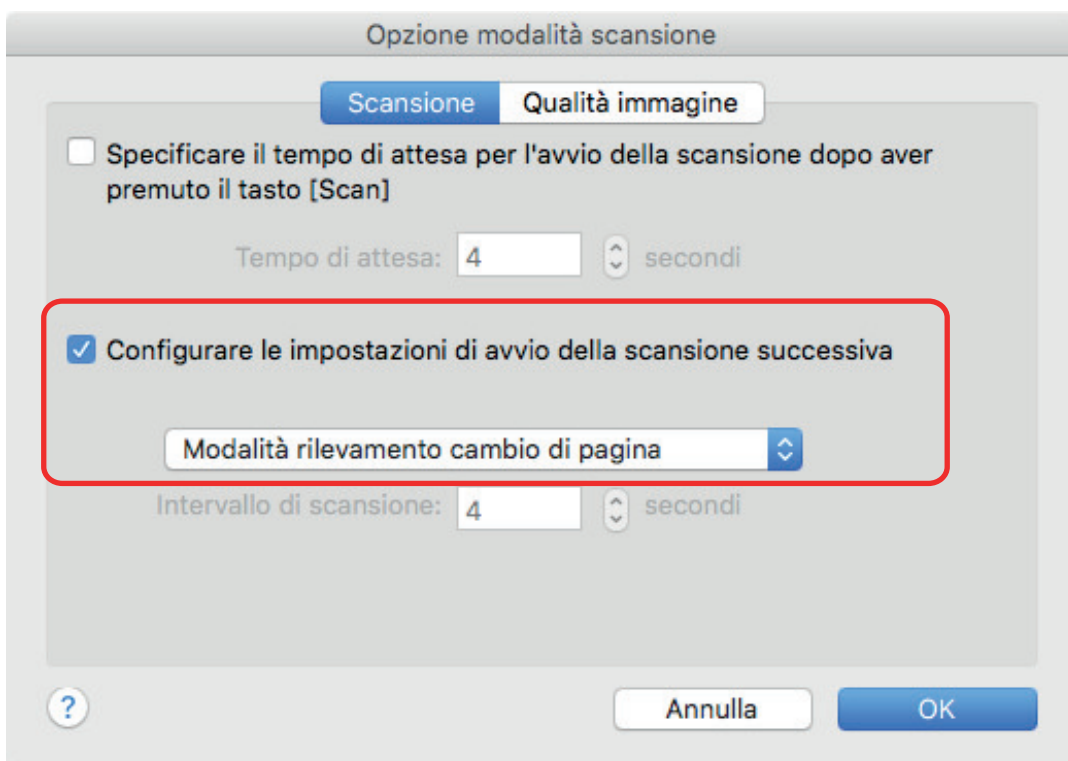 Opzione modalità scansione
Scansione
Qualità immagine
Specificare il tempo di attesa per l'avvio della scansione dopo aver
premuto il tasto [Scan]
Tempo di attesa: 4 secondi
Configurare le impostazioni di avvio della scansione successiva
Modalità rilevamento cambio di pagina
Intervallo di scansione: 4 secondi
? Annulla OK